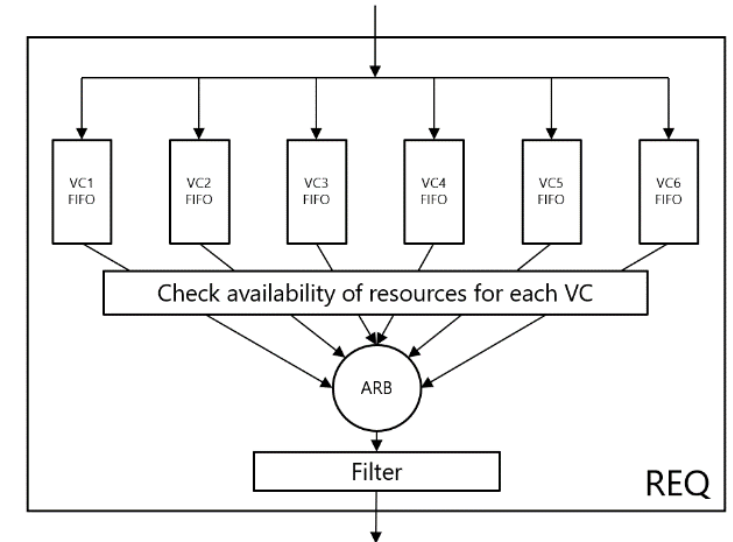 VC1
FIFO
VC2
FIFO
VC3
FIFO
VC4
FIFO
VC5
FIFO
VC6
FIFO
Check availability of resources for each VC
ARB
Filter
REQ